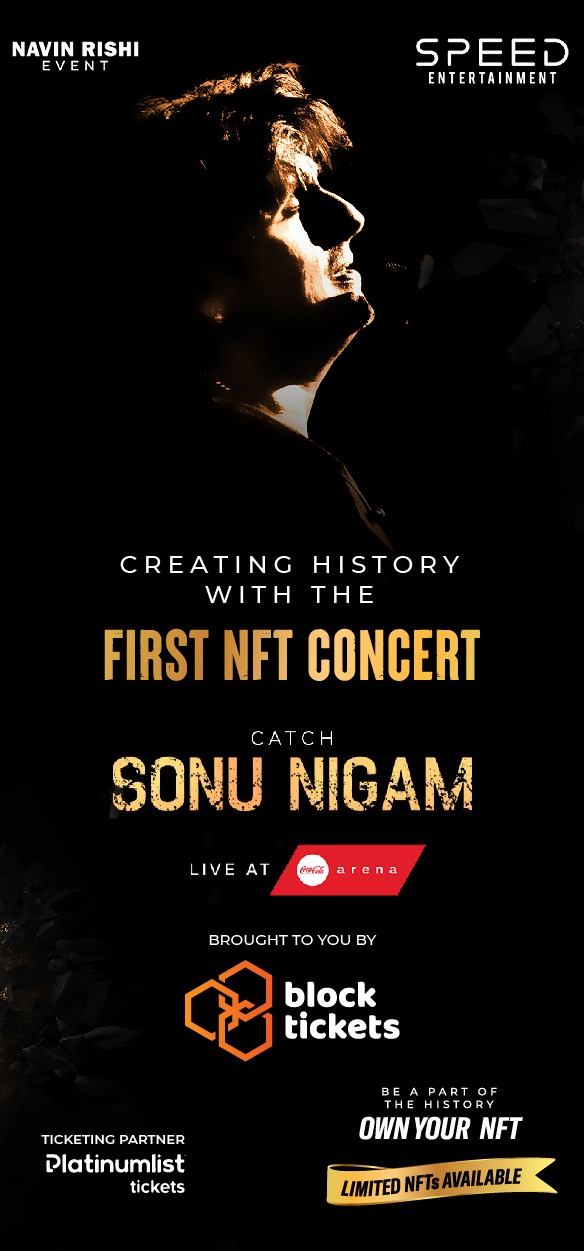 NAVIN RISHI
EVENT
SPEED
ENTERTAINMENT
CREATING HISTORY
WITH THE
FIRST NFT CONCERT
CATCH
SONU NIGAM
LIVE AT Coca-Cola arena
BROUGHT TO YOU BY
block
tickets
BE A PART OF
THE HISTORY
OWN YOUR NFT
LIMITED NFTs AVAILABLE
TICKETING PARTNER
Platinumlist
tickets